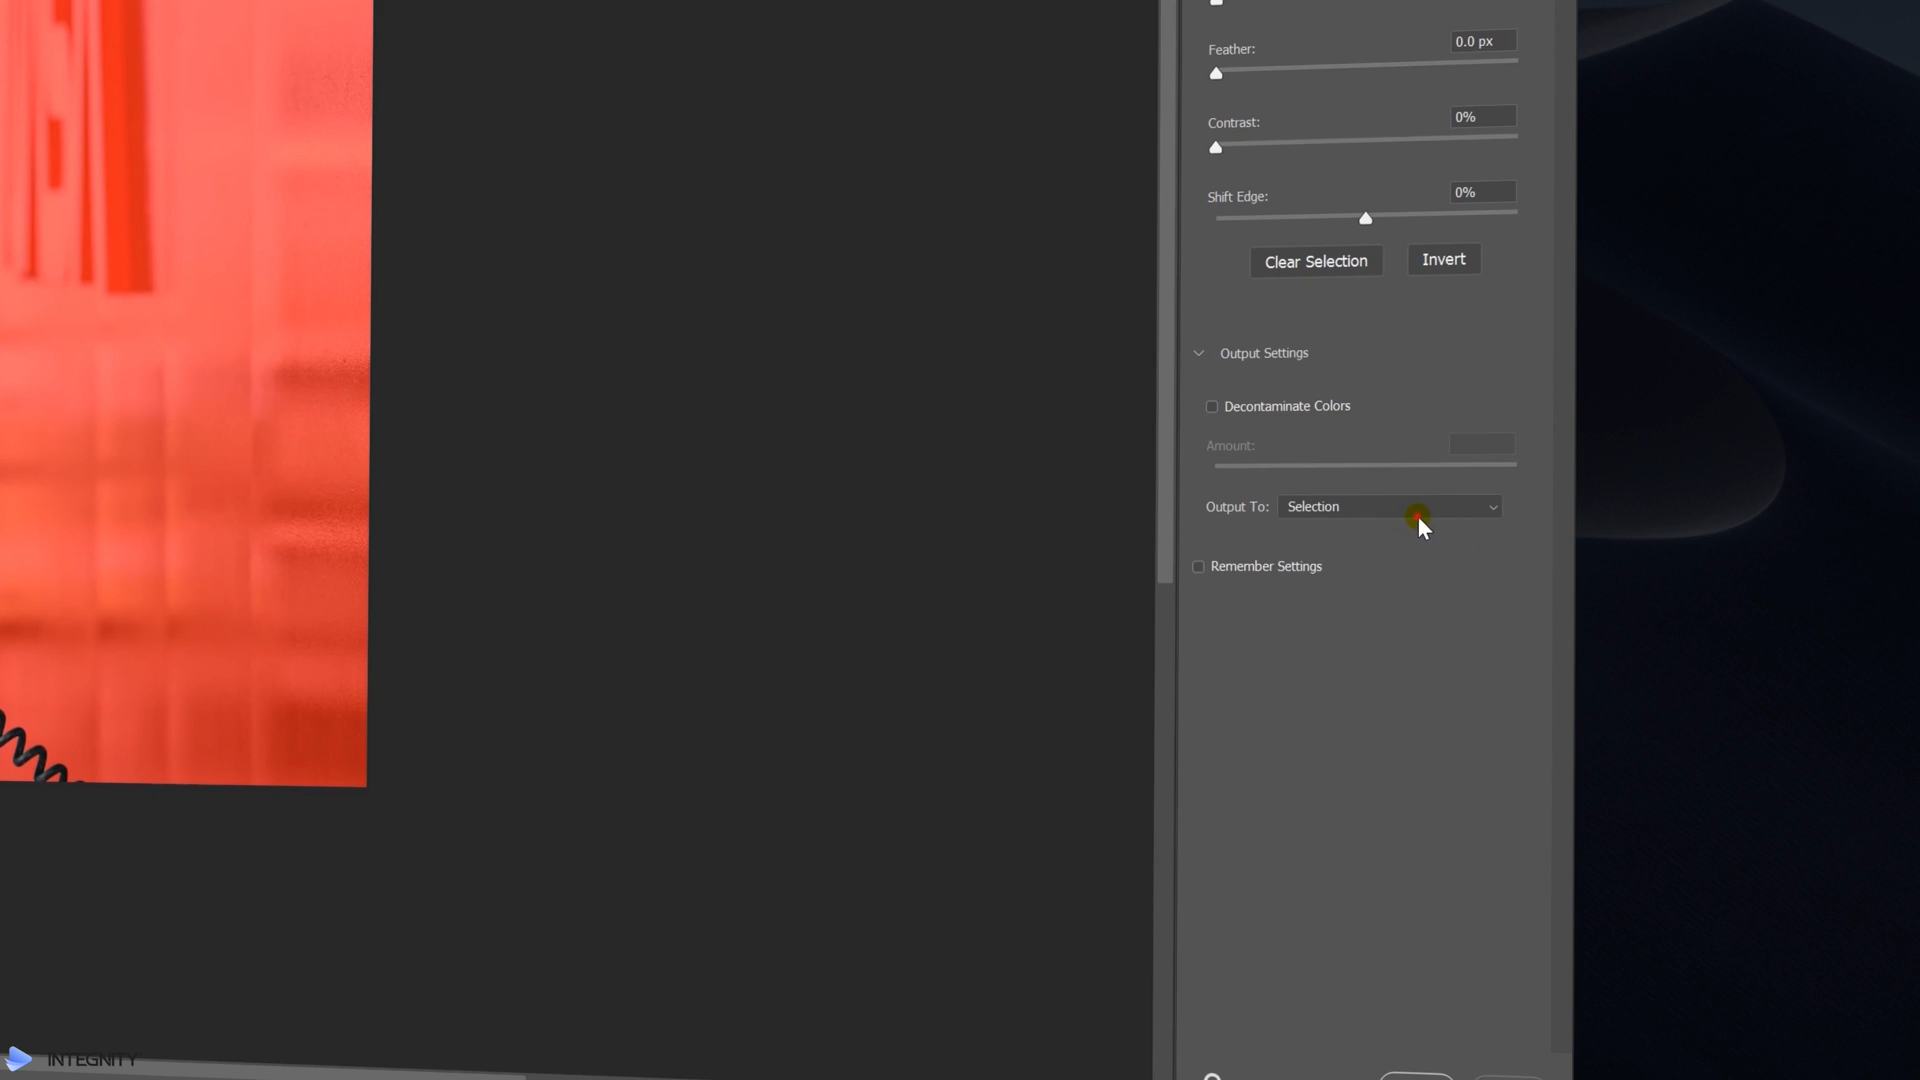 Feather:
0.0 px
Contrast:
0%
Shift Edge:
0%
Clear Selection
Invert
Output Settings
Decontaminate Colors
Amount:
Output To:
Selection
Remember Settings
INTEGNITY